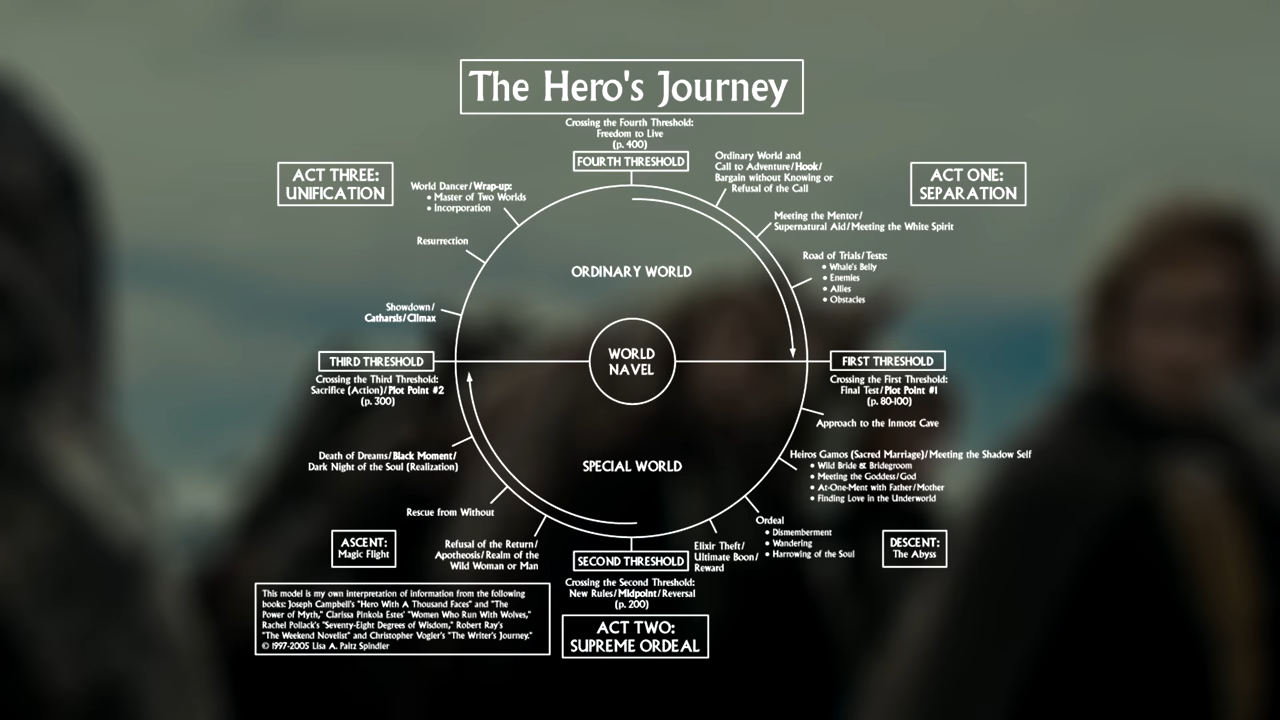 The Hero's Journey
Crossing the Fourth Threshold:
Freedom to Live
(p. 400)
FOURTH THRESHOLD
Ordinary World and
Call to Adventure/Hook/
Bargain without Knowing or
Refusal of the Call
ACT ONE:
SEPARATION
Meeting the Mentor/
Supernatural Aid/Meeting the White Spirit
Road of Trials/Tests:
• Whale's Belly
• Enemies
• Allies
• Obstacles
FIRST THRESHOLD
Crossing the First Threshold:
Final Test/Plot Point #1
(p. 80-100)
Approach to the Inmost Cave
Heiros Gamos (Sacred Marriage)/Meeting the Shadow Self
• Wild Bride & Bridegroom
• Meeting the Goddess/God
• At-One-Ment with Father/Mother
• Finding Love in the Underworld
Ordeal
• Dismemberment
• Wandering
• Harrowing of the Soul
DESCENT:
The Abyss
Elixir Theft/
Ultimate Boon/
Reward
SECOND THRESHOLD
Crossing the Second Threshold:
New Rules/Midpoint/Reversal
(p. 200)
ACT TWO:
SUPREME ORDEAL
Refusal of the Return/
Apotheosis/Realm of the
Wild Woman or Man
Rescue from Without
ASCENT:
Magic Flight
Death of Dreams/Black Moment/
Dark Night of the Soul (Realization)
THIRD THRESHOLD
Crossing the Third Threshold:
Sacrifice (Action)/Plot Point #2
(p. 300)
Showdown/
Catharsis/Climax
Resurrection
World Dancer/Wrap-up:
• Master of Two Worlds
• Incorporation
ACT THREE:
UNIFICATION
ORDINARY WORLD
WORLD
NAVEL
SPECIAL WORLD
This model is my own interpretation of information from the following
books: Joseph Campbell's "Hero With A Thousand Faces" and "The
Power of Myth," Clarissa Pinkola Estes' "Women Who Run With Wolves,"
Rachel Pollack's "Seventy-Eight Degrees of Wisdom," Robert Ray's
"The Weekend Novelist" and Christopher Vogler's "The Writer's Journey."
© 1997-2005 Lisa A. Paitz Spindler